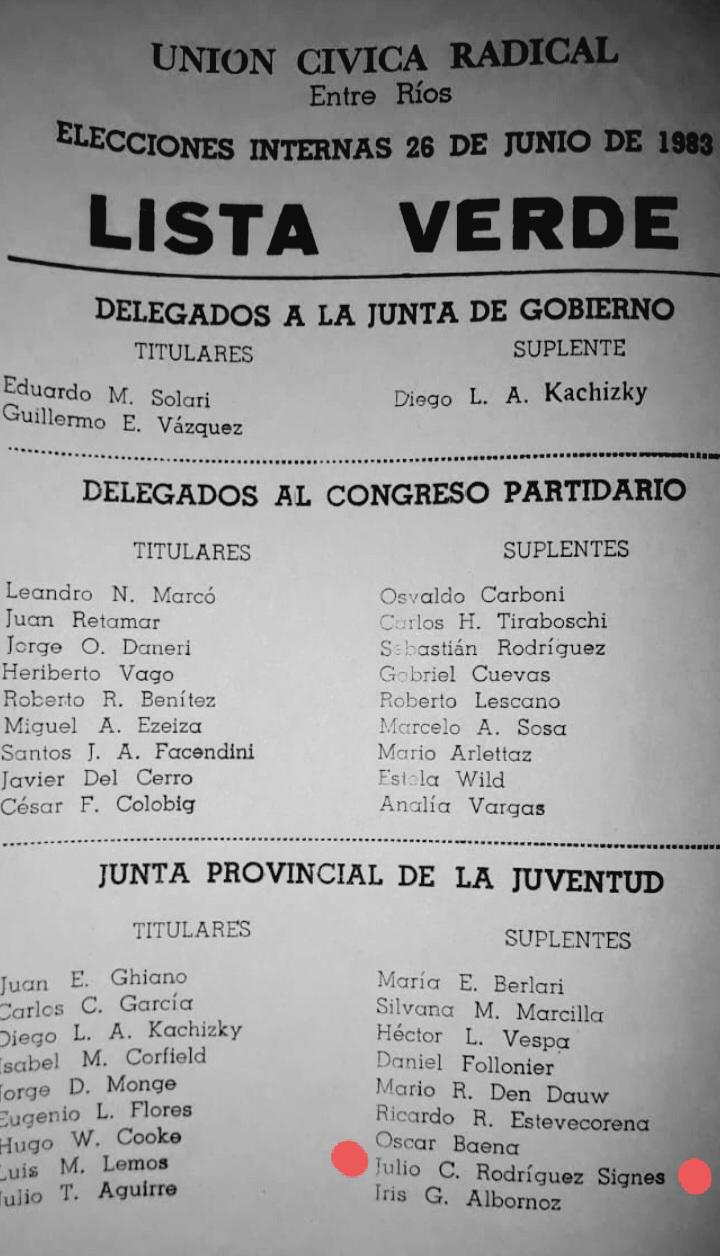 UNION CIVICA RADICAL
Entre Ríos
ELECCIONES INTERNAS 26 DE JUNIO DE 1983
LISTA VERDE
DELEGADOS A LA JUNTA DE GOBIERNO
TITULARES
Eduardo M. Solari
Guillermo E. Vázquez
SUPLENTE
Diego L. A. Kachizky
DELEGADOS AL CONGRESO PARTIDARIO
TITULARES
Leandro N. Marcó
Juan Retamar
Jorge O. Daneri
Heriberto Vago
Roberto R. Benítez
Miguel A. Ezeiza
Santos J. A. Facendini
Javier Del Cerro
César F. Colobig
SUPLENTES
Osvaldo Carboni
Carlos H. Tiraboschi
Sebastián Rodríguez
Gabriel Cuevas
Roberto Lescano
Marcelo A. Sosa
Mario Arlettaz
Estela Wild
Analía Vargas
JUNTA PROVINCIAL DE LA JUVENTUD
TITULARES
Juan E. Ghiano
Carlos C. García
Diego L. A. Kachizky
Isabel M. Corfield
Jorge D. Monge
Eugenio L. Flores
Hugo W. Cooke
Luis M. Lemos
Julio T. Aguirre
SUPLENTES
María E. Berlari
Silvana M. Marcilla
Héctor L. Vespa
Daniel Follonier
Mario R. Den Dauw
Ricardo R. Estevecorena
Oscar Baena
Julio C. Rodríguez Signes
Iris G. Albornoz